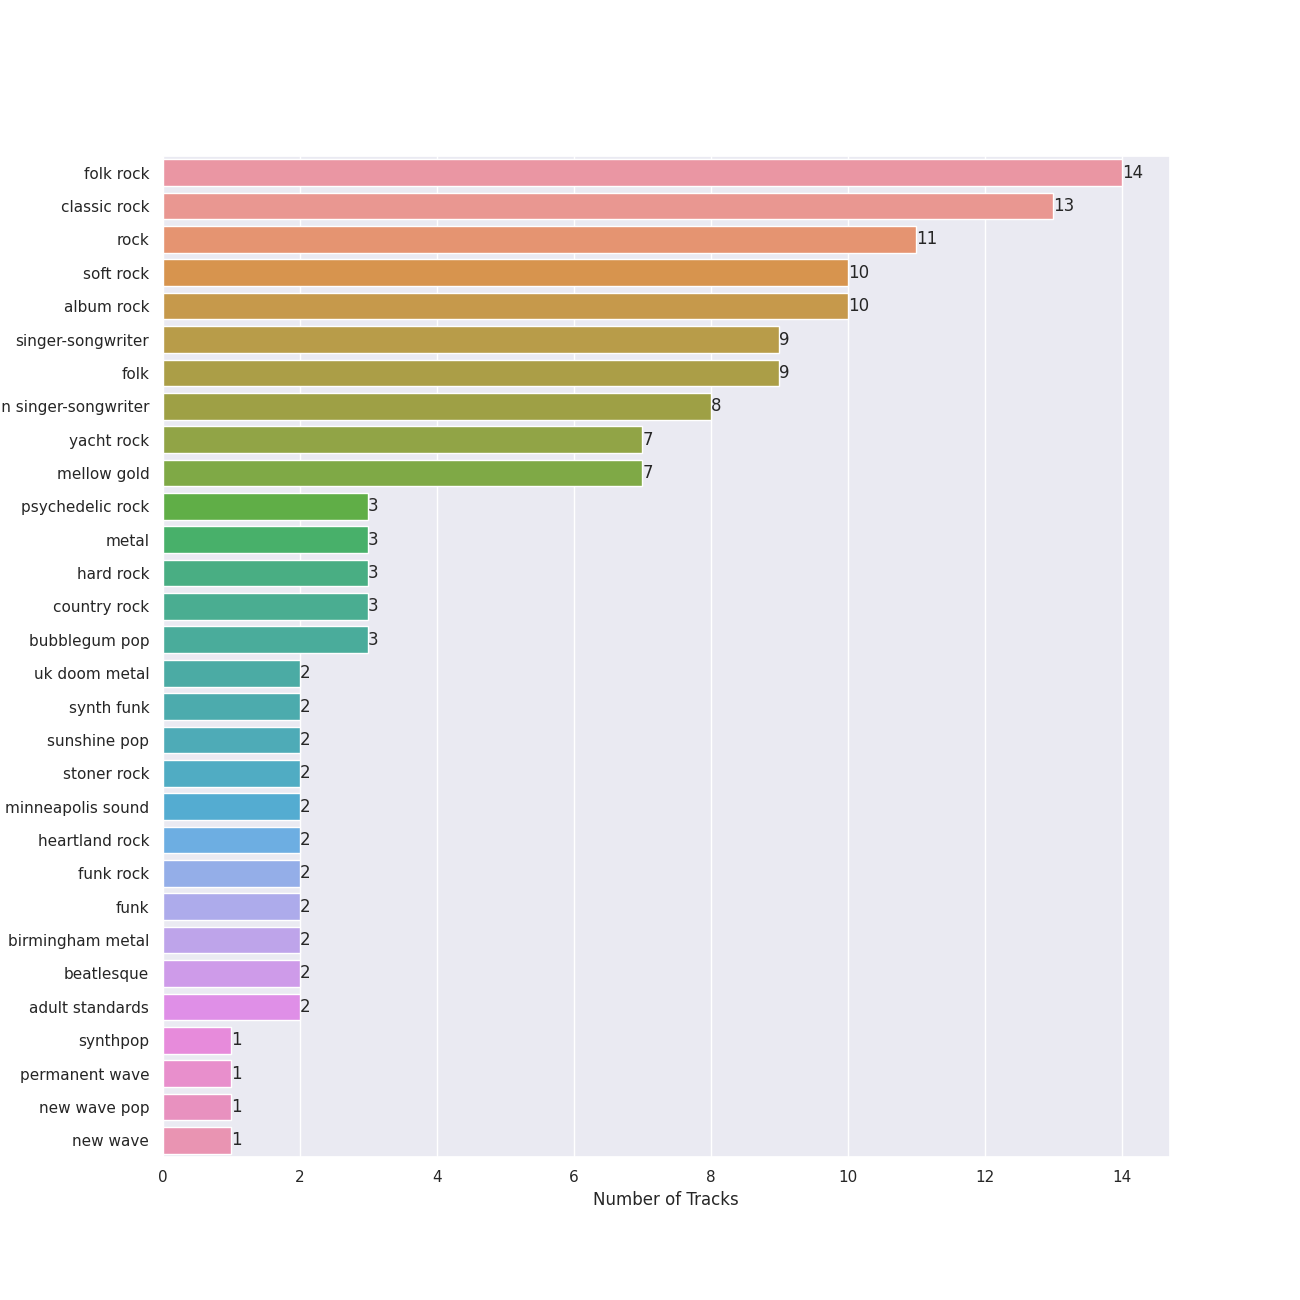 folk rock 14
classic rock 13
rock 11
soft rock 10
album rock 10
singer-songwriter 9
folk 9
n singer-songwriter 8
yacht rock 7
mellow gold 7
psychedelic rock 3
metal 3
hard rock 3
country rock 3
bubblegum pop 3
uk doom metal 2
synth funk 2
sunshine pop 2
stoner rock 2
minneapolis sound 2
heartland rock 2
funk rock 2
funk 2
birmingham metal 2
beatlesque 2
adult standards 2
synthpop 1
permanent wave 1
new wave pop 1
new wave 1
0 2 4 6 8 10 12 14
Number of Tracks